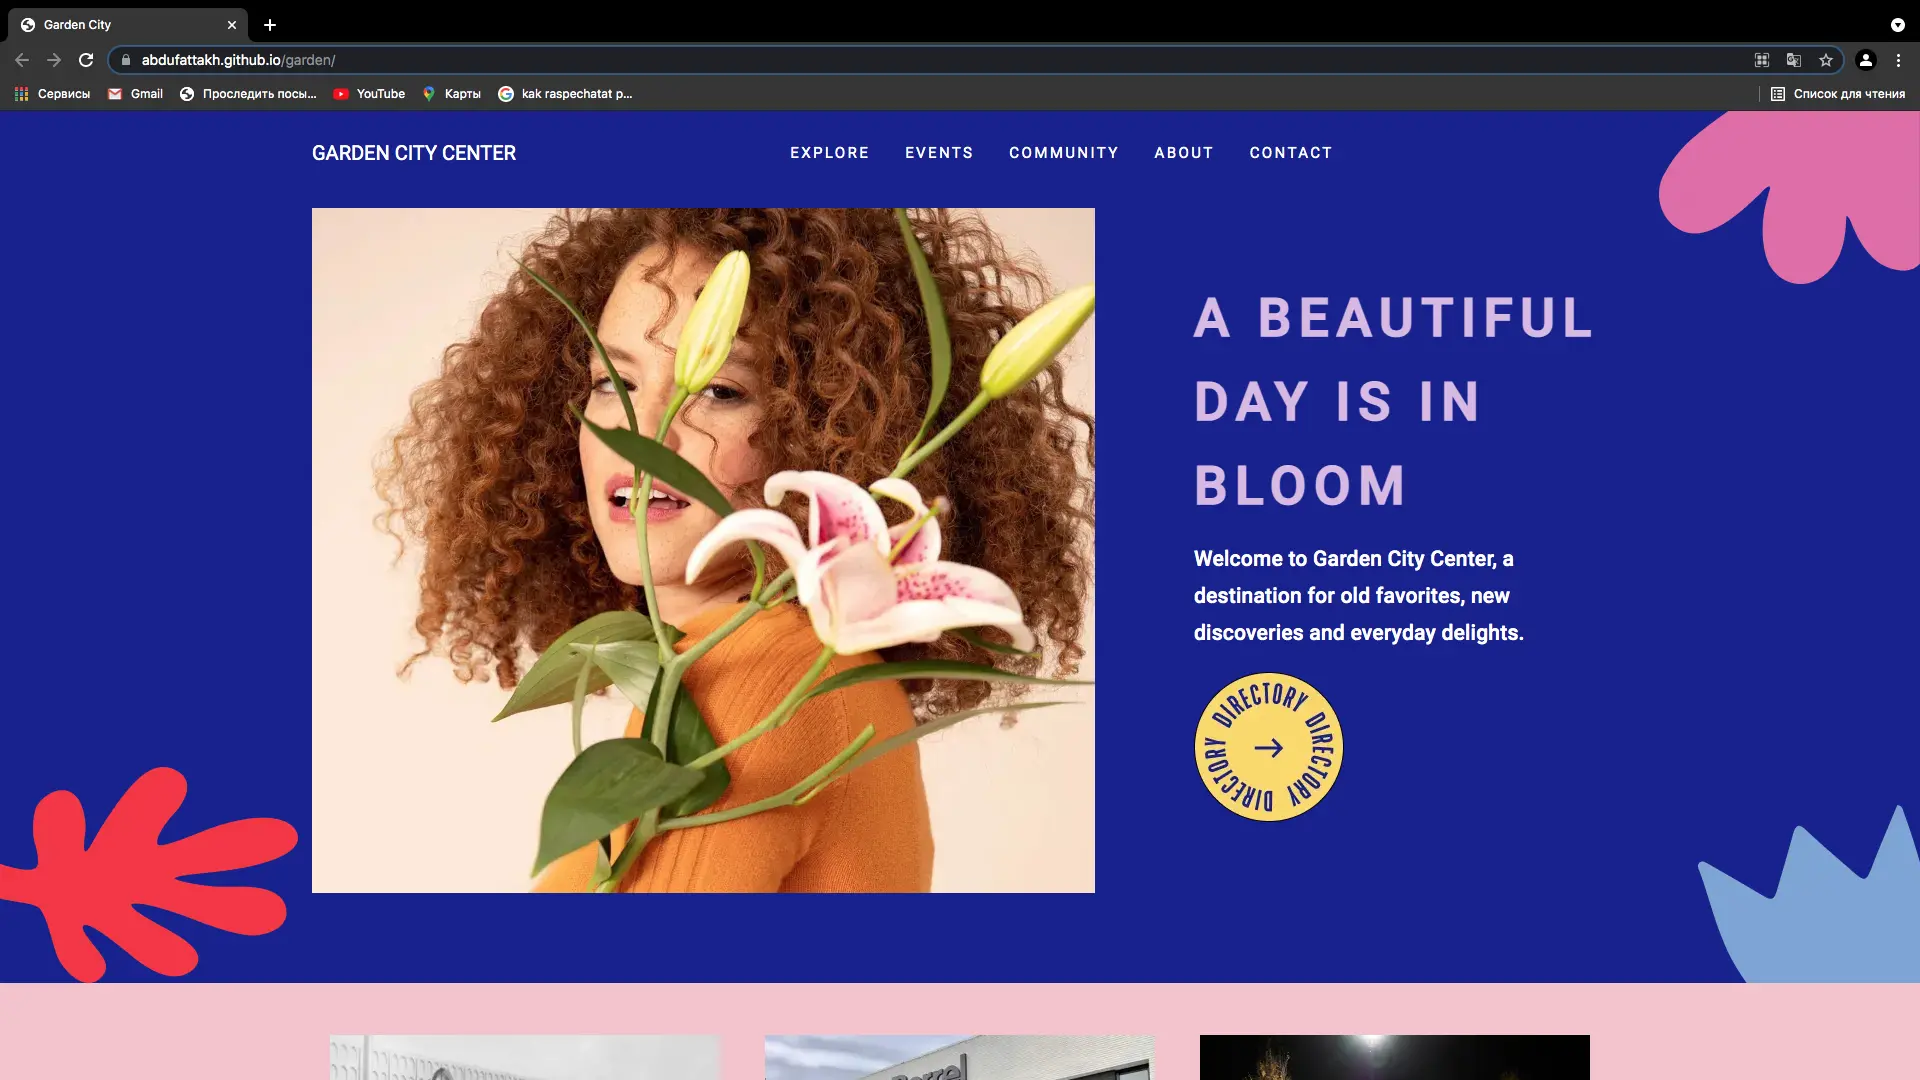 Garden City
abdufattakh.github.io/garden/
Сервисы
Gmail
Проследить посы...
YouTube
Карты
kak raspechatat p...
Список для чтения
GARDEN CITY CENTER
EXPLORE
EVENTS
COMMUNITY
ABOUT
CONTACT
A BEAUTIFUL
DAY IS IN
BLOOM
Welcome to Garden City Center, a
destination for old favorites, new
discoveries and everyday delights.
DIRECTORY DIRECTORY DIRECTORY DIRECTORY